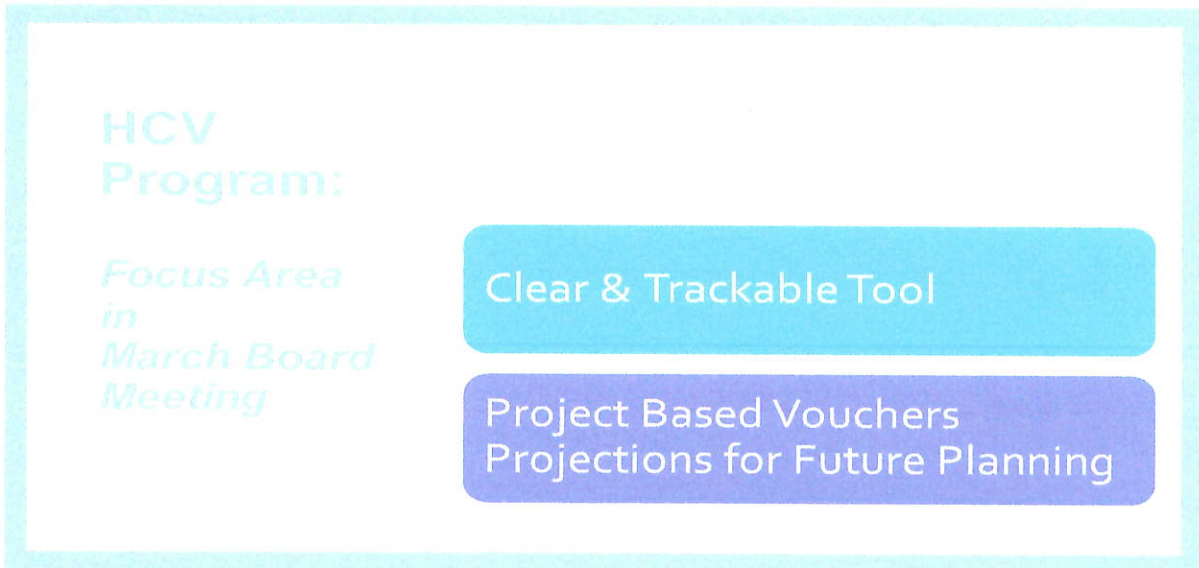 HCV
Program:
Focus Area
in
March Board
Meeting
Clear & Trackable Tool
Project Based Vouchers
Projections for Future Planning